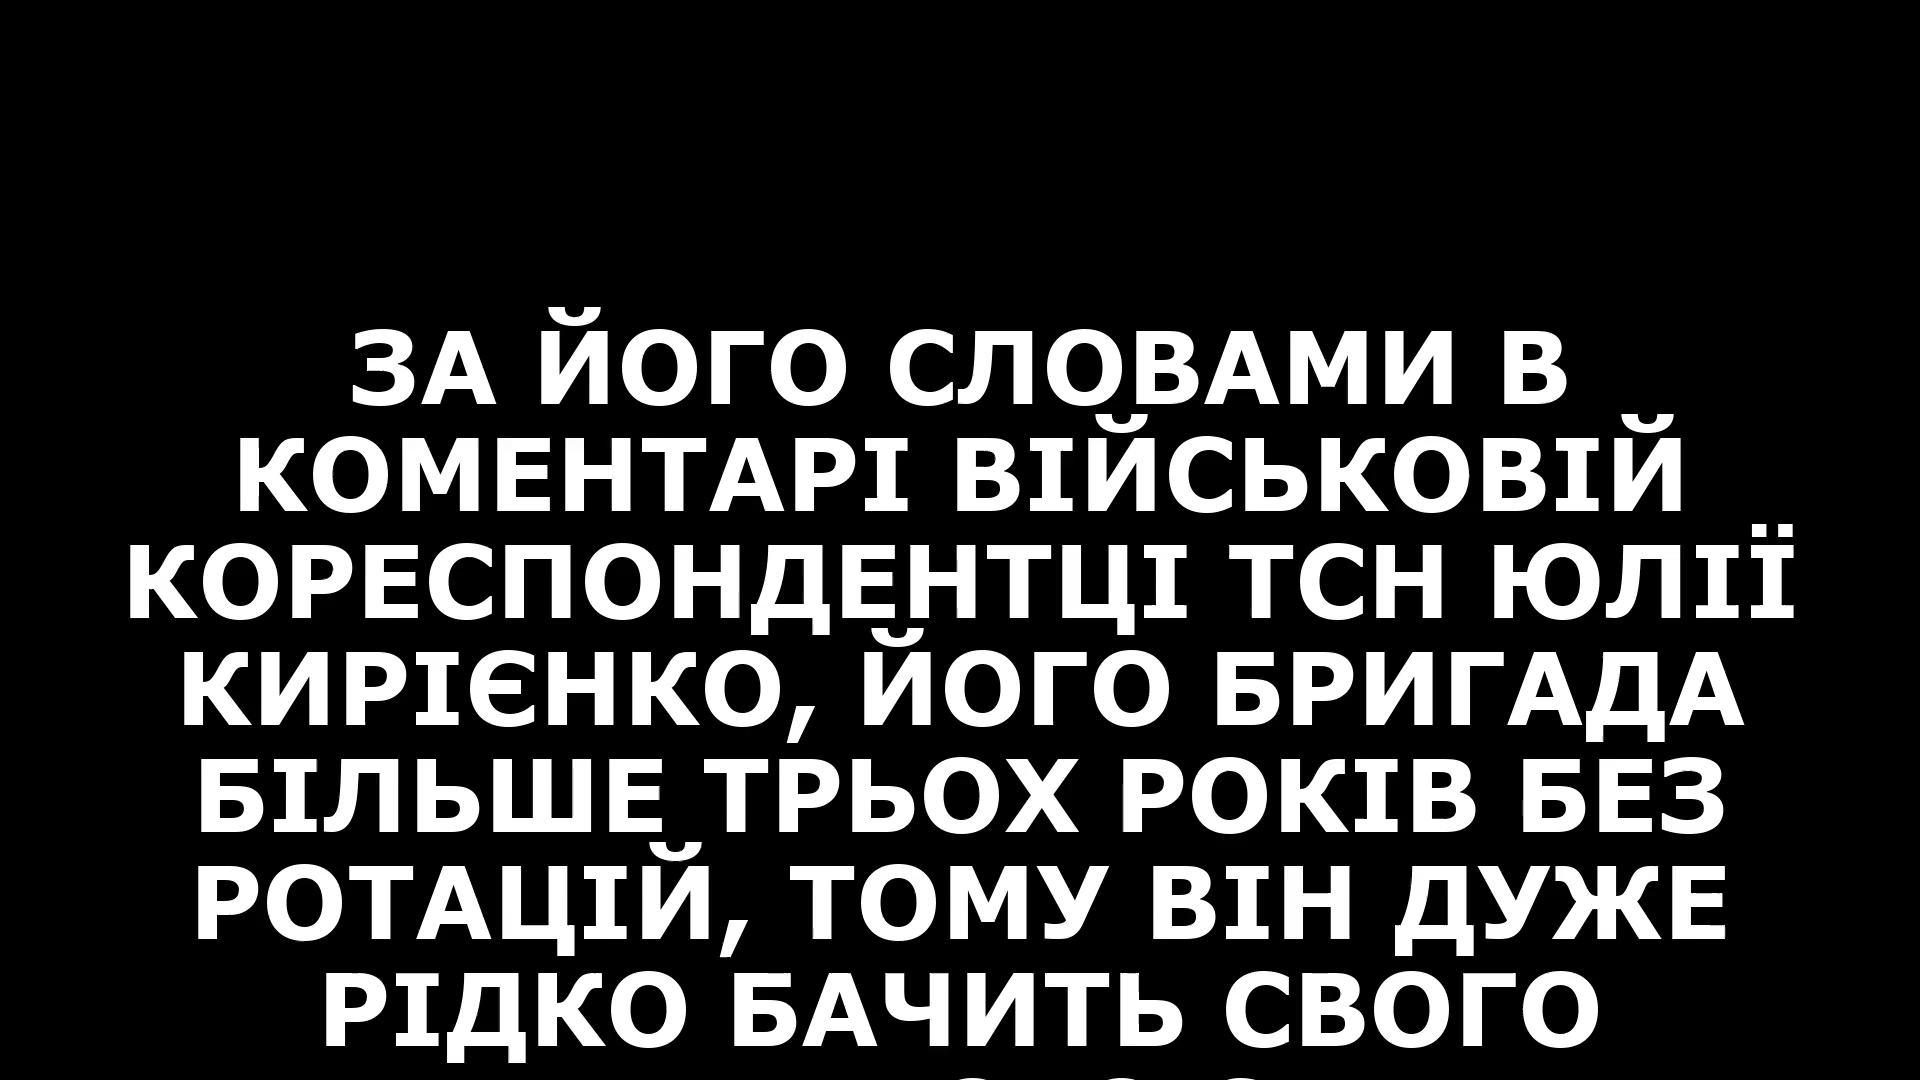 ЗА ЙОГО СЛОВАМИ В
КОМЕНТАРІ ВІЙСЬКОВІЙ
КОРЕСПОНДЕНТЦІ ТСН ЮЛІЇ
КИРІЄНКО, ЙОГО БРИГАДА
БІЛЬШЕ ТРЬОХ РОКІВ БЕЗ
РОТАЦІЙ, ТОМУ ВІН ДУЖЕ
РІДКО БАЧИТЬ СВОГО